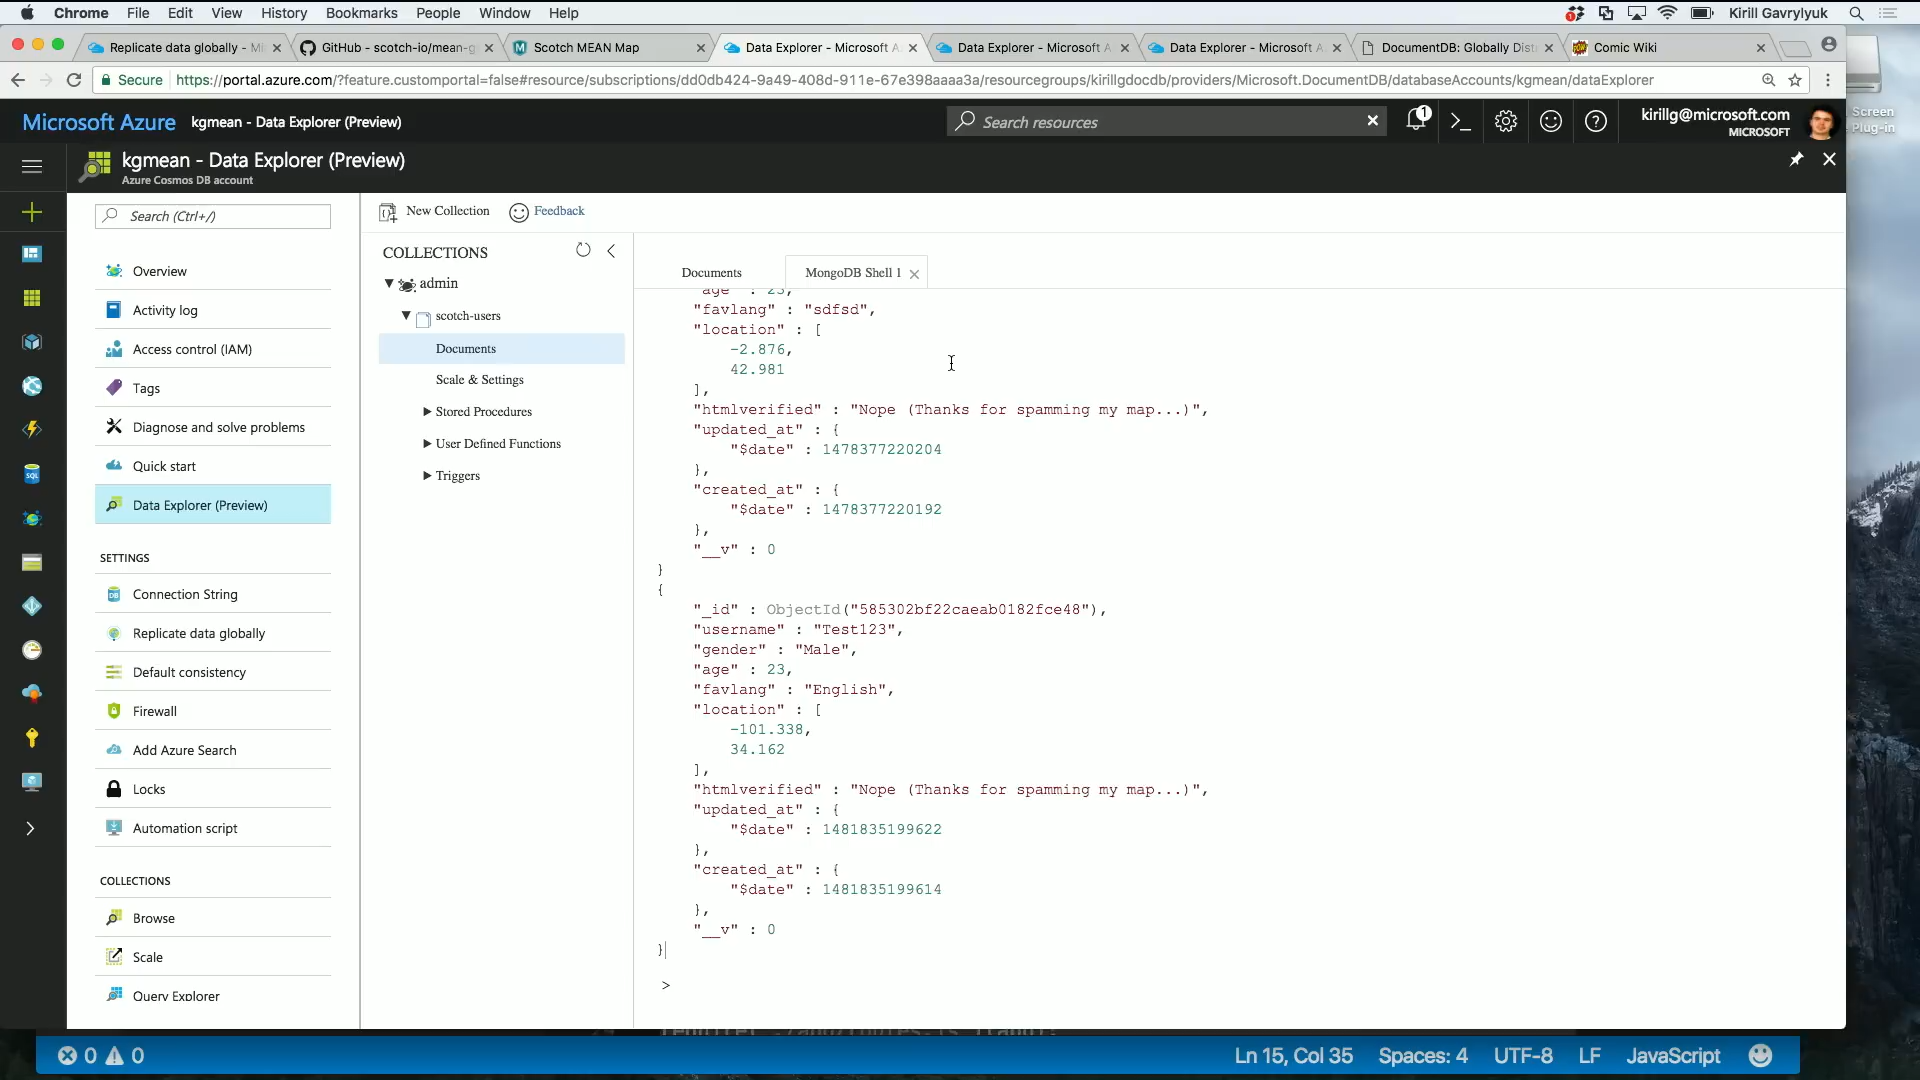 Chrome File Edit View History Bookmarks People Window Help
1
Kirill Gavrylyuk
Replicate data globally - Mi
GitHub - scotch-io/mean-g
Scotch MEAN Map
Data Explorer - Microsoft A
Data Explorer - Microsoft A
Data Explorer - Microsoft A
DocumentDB: Globally Dist
Comic Wiki
Secure https://portal.azure.com/?feature.customportal=false#resource/subscriptions/dd0db424-9a49-408d-911e-67e398aaaa3a/resourcegroups/kirillgdocdb/providers/Microsoft.DocumentDB/databaseAccounts/kgmean/dataExplorer
Screen
Plug-in
Microsoft Azure kgmean - Data Explorer (Preview)
Search resources
1
kirillg@microsoft.com
MICROSOFT
kgmean - Data Explorer (Preview)
Azure Cosmos DB account
Search (Ctrl+/)
Overview
Activity log
Access control (IAM)
Tags
Diagnose and solve problems
Quick start
Data Explorer (Preview)
SETTINGS
Connection String
Replicate data globally
Default consistency
Firewall
Add Azure Search
Locks
Automation script
COLLECTIONS
Browse
Scale
Query Explorer
New Collection Feedback
COLLECTIONS
admin
scotch-users
Documents
Scale & Settings
Stored Procedures
User Defined Functions
Triggers
Documents MongoDB Shell 1
"age" : 23,
"favlang" : "sdfsd",
"location" : [
-2.876,
42.981
],
"htmlverified" : "Nope (Thanks for spamming my map...)",
"updated_at" : {
"$date" : 1478377220204
},
"created_at" : {
"$date" : 1478377220192
},
"__v" : 0
}
{
"_id" : ObjectId("585302bf22caeab0182fce48"),
"username" : "Test123",
"gender" : "Male",
"age" : 23,
"favlang" : "English",
"location" : [
-101.338,
34.162
],
"htmlverified" : "Nope (Thanks for spamming my map...)",
"updated_at" : {
"$date" : 1481835199622
},
"created_at" : {
"$date" : 1481835199614
},
"__v" : 0
}
>
0 0
Ln 15, Col 35 Spaces: 4 UTF-8 LF JavaScript